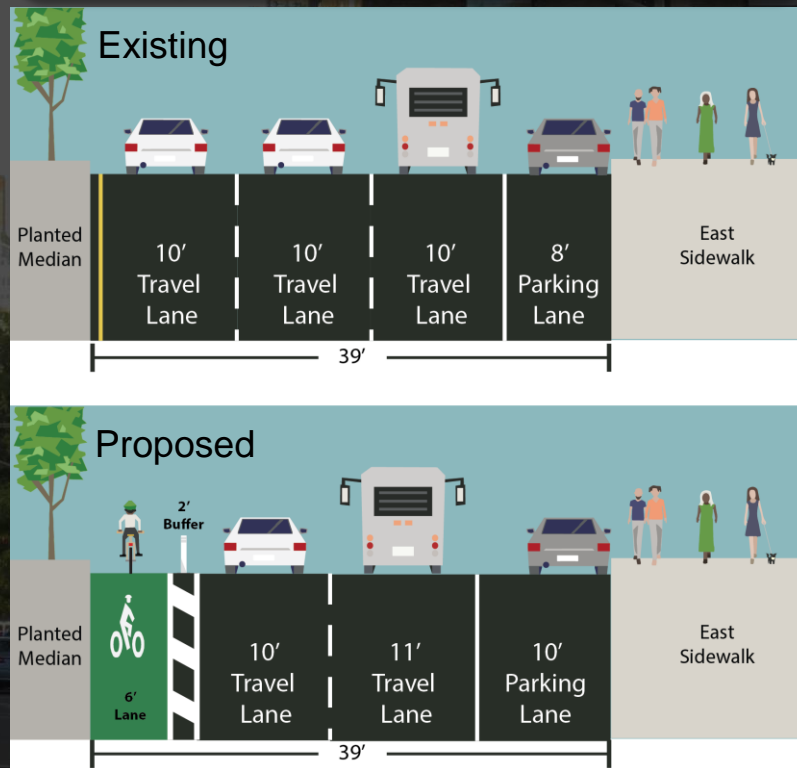 Existing
Planted
Median
10′
Travel
Lane
10′
Travel
Lane
10′
Travel
Lane
8′
Parking
Lane
East
Sidewalk
39′
Proposed
2′
Buffer
Planted
Median
6′
Lane
10′
Travel
Lane
11′
Travel
Lane
10′
Parking
Lane
East
Sidewalk
39′